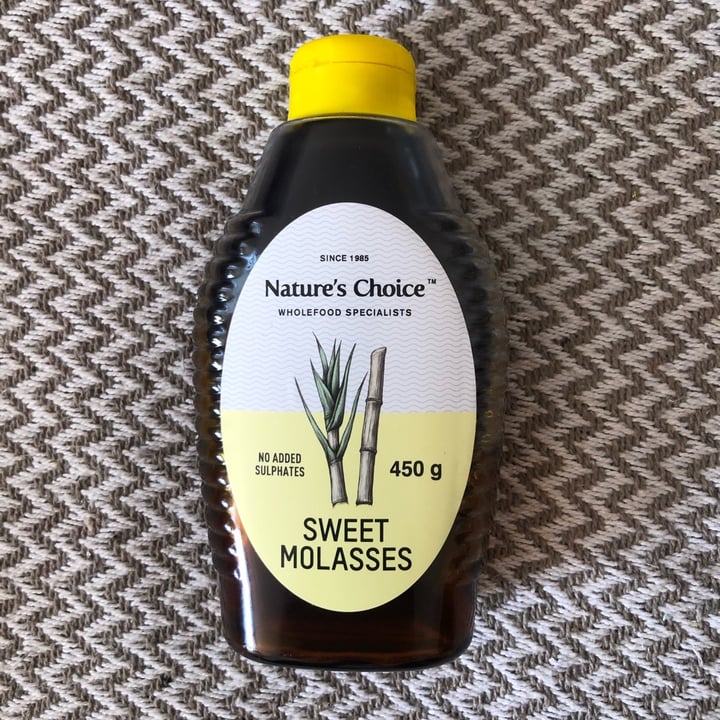 SINCE 1985
Nature's Choice™
WHOLEFOOD SPECIALISTS
NO ADDED
SULPHATES
450 g
SWEET
MOLASSES